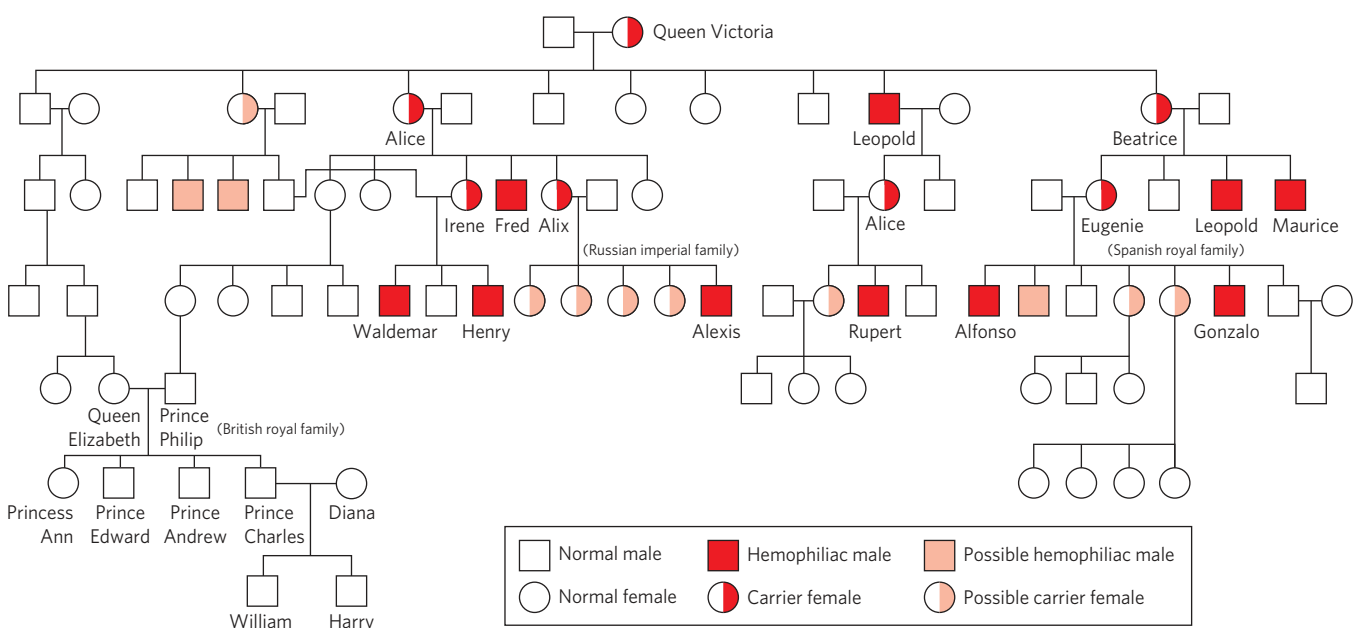 Queen Victoria
Alice
Leopold
Beatrice
Irene
Fred
Alix
Alice
Eugenie
Leopold
Maurice
(Russian imperial family)
(Spanish royal family)
Waldemar
Henry
Alexis
Rupert
Alfonso
Gonzalo
Queen
Elizabeth
Prince
Philip
(British royal family)
Princess
Ann
Prince
Edward
Prince
Andrew
Prince
Charles
Diana
William
Harry
Normal male
Hemophiliac male
Possible hemophiliac male
Normal female
Carrier female
Possible carrier female